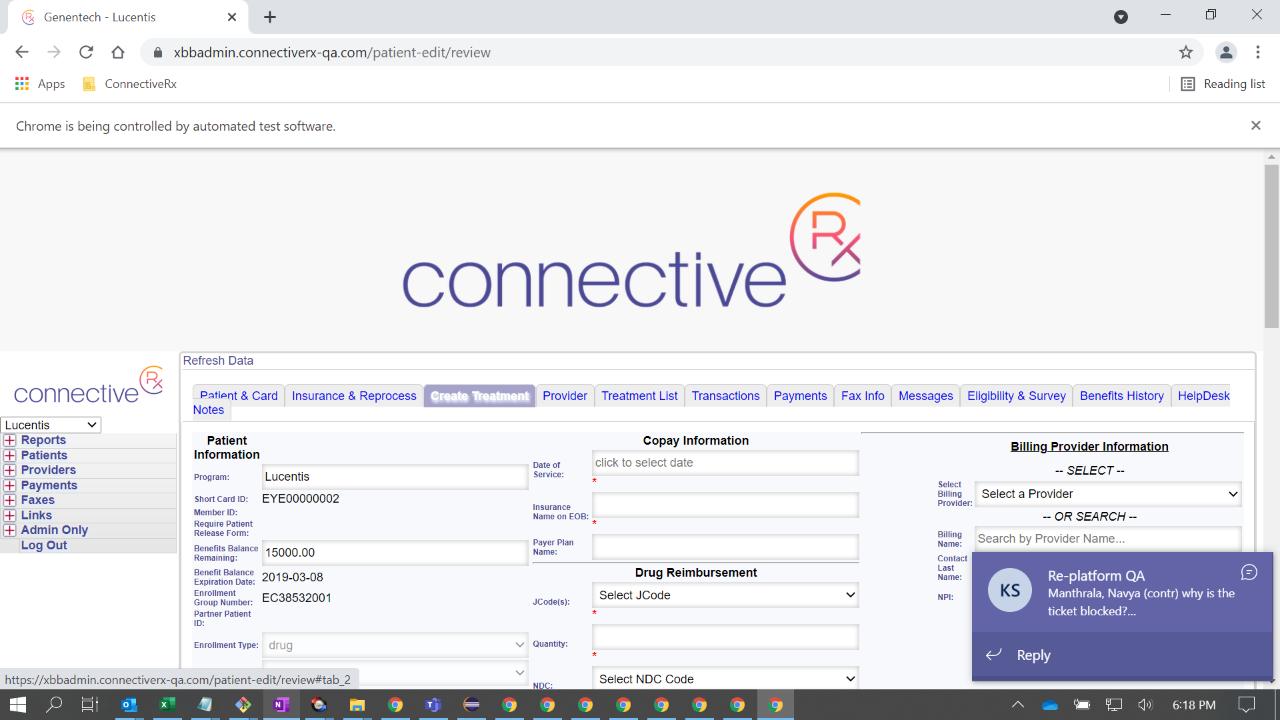 Genentech - Lucentis
xbbadmin.connectiverx-qa.com/patient-edit/review
Apps
ConnectiveRx
Reading list
Chrome is being controlled by automated test software.
connective Rx
connective Rx
Lucentis
Reports
Patients
Providers
Payments
Faxes
Links
Admin Only
Log Out
Refresh Data
Patient & Card
Insurance & Reprocess
Create Treatment
Provider
Treatment List
Transactions
Payments
Fax Info
Messages
Eligibility & Survey
Benefits History
HelpDesk
Notes
Patient
Information
Program:
Lucentis
Short Card ID:
EYE00000002
Member ID:
Require Patient
Release Form:
Benefits Balance
Remaining:
15000.00
Benefit Balance
Expiration Date:
2019-03-08
Enrollment
Group Number:
EC38532001
Partner Patient
ID:
Enrollment Type:
drug
Copay Information
Date of
Service:
click to select date
*
Insurance
Name on EOB:
*
Payer Plan
Name:
Drug Reimbursement
JCode(s):
Select JCode
*
Quantity:
*
NDC:
Select NDC Code
Billing Provider Information
-- SELECT --
Select
Billing
Provider:
Select a Provider
-- OR SEARCH --
Billing
Name:
Search by Provider Name...
Contact
Last
Name:
NPI:
KS
Re-platform QA
Manthrala, Navya (contr) why is the
ticket blocked?...
Reply
https://xbbadmin.connectiverx-qa.com/patient-edit/review#tab_2
6:18 PM